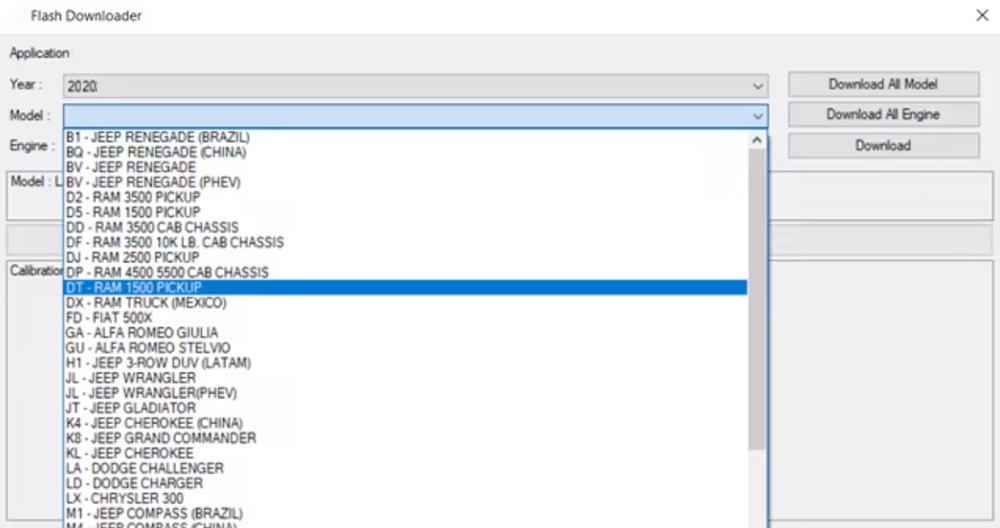 Flash Downloader
Application
Year : 2020 Download All Model
Model : Download All Engine
Engine : Download
Model : L
Calibration
B1 - JEEP RENEGADE (BRAZIL)
BQ - JEEP RENEGADE (CHINA)
BV - JEEP RENEGADE
BV - JEEP RENEGADE (PHEV)
D2 - RAM 3500 PICKUP
D5 - RAM 1500 PICKUP
DD - RAM 3500 CAB CHASSIS
DF - RAM 3500 10K LB. CAB CHASSIS
DJ - RAM 2500 PICKUP
DP - RAM 4500 5500 CAB CHASSIS
DT - RAM 1500 PICKUP
DX - RAM TRUCK (MEXICO)
FD - FIAT 500X
GA - ALFA ROMEO GIULIA
GU - ALFA ROMEO STELVIO
H1 - JEEP 3-ROW DUV (LATAM)
JL - JEEP WRANGLER
JL - JEEP WRANGLER(PHEV)
JT - JEEP GLADIATOR
K4 - JEEP CHEROKEE (CHINA)
K8 - JEEP GRAND COMMANDER
KL - JEEP CHEROKEE
LA - DODGE CHALLENGER
LD - DODGE CHARGER
LX - CHRYSLER 300
M1 - JEEP COMPASS (BRAZIL)
M4 - JEEP COMPASS (CHINA)